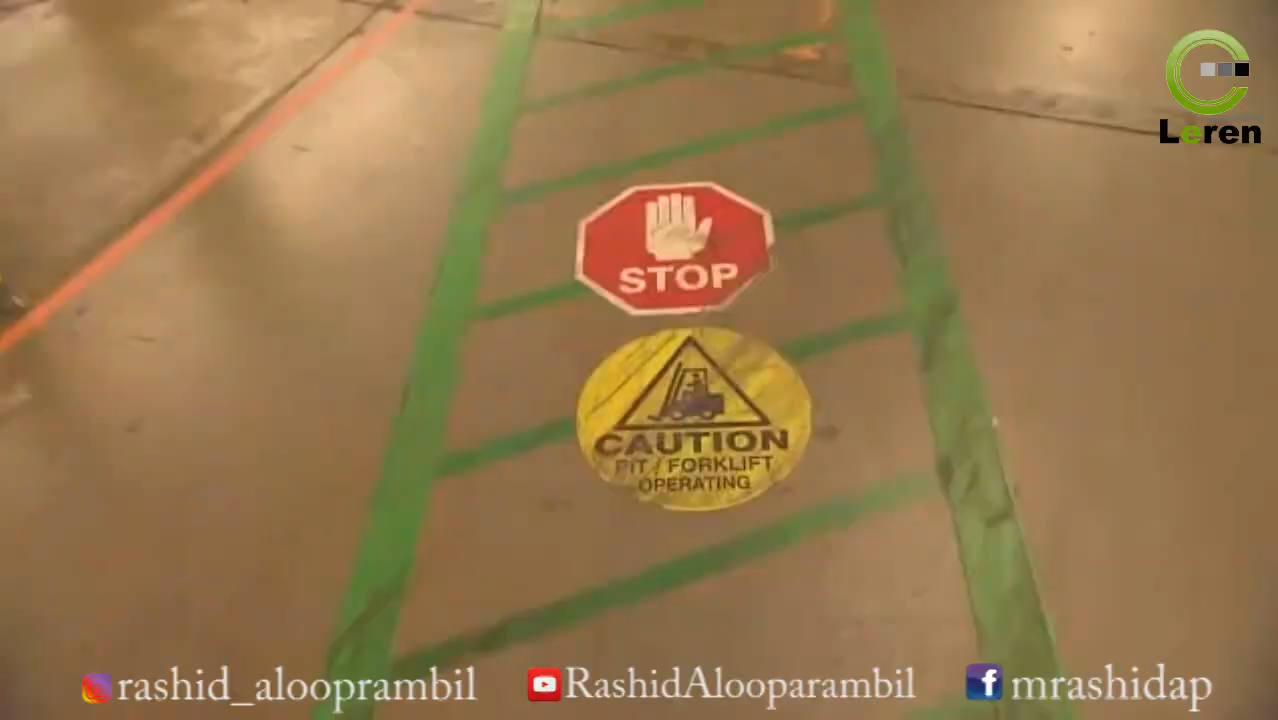 Leren
STOP
CAUTION
PIT / FORKLIFT
OPERATING
rashid_alooprambil
RashidAlooparambil
mrashidap